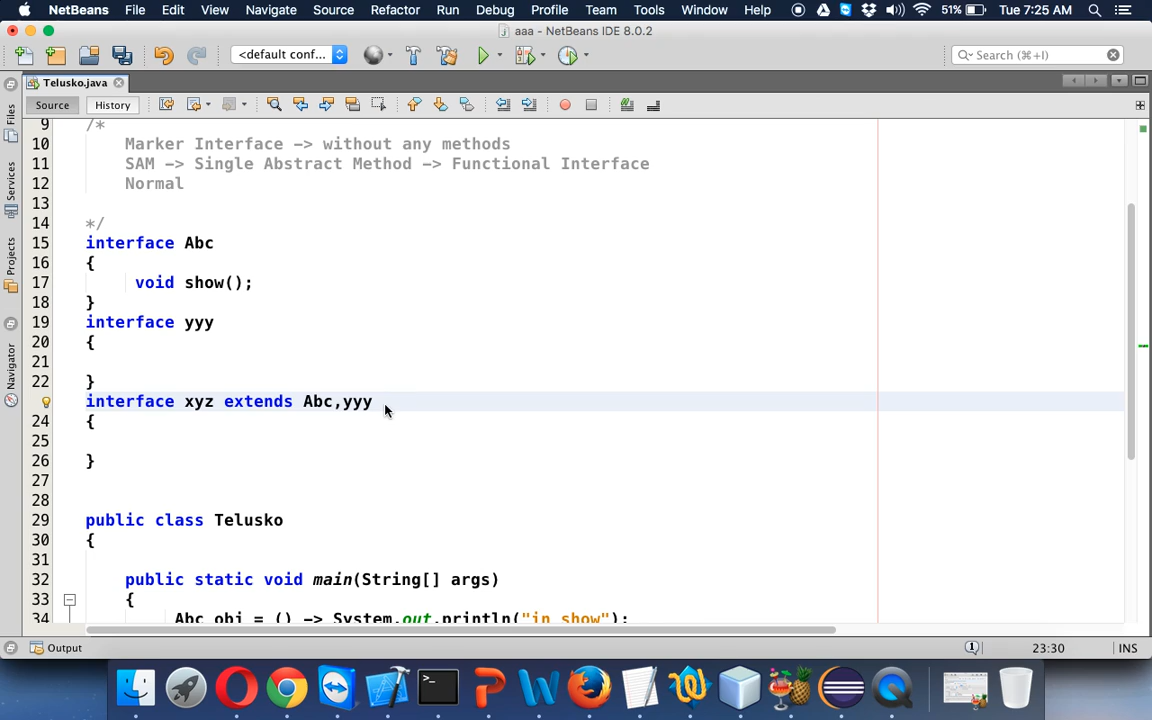 NetBeans File Edit View Navigate Source Refactor Run Debug Profile Team Tools Window Help 51% Tue 7:25 AM
aaa - NetBeans IDE 8.0.2
<default conf... Search (⌘+I)
Telusko.java
Source History
Files
Services
Projects
Navigator
9 /*
10 Marker Interface -> without any methods
11 SAM -> Single Abstract Method -> Functional Interface
12 Normal
13
14 */
15 interface Abc
16 {
17 void show();
18 }
19 interface yyy
20 {
21
22 }
interface xyz extends Abc,yyy
24 {
25
26 }
27
28
29 public class Telusko
30 {
31
32 public static void main(String[] args)
33 {
34 Abc obj = () -> System.out.println("in show");
Output 1 23:30 INS